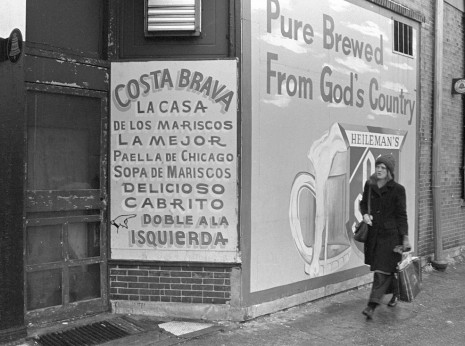 COSTA BRAVA
LA CASA
DE LOS MARISCOS
LA MEJOR
PAELLA DE CHICAGO
SOPA DE MARISCOS
DELICIOSO
CABRITO
DOBLE A LA
IZQUIERDA
Pure Brewed
From God's Country
HEILEMAN'S